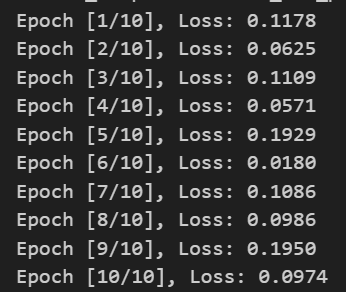 Epoch [1/10], Loss: 0.1178
Epoch [2/10], Loss: 0.0625
Epoch [3/10], Loss: 0.1109
Epoch [4/10], Loss: 0.0571
Epoch [5/10], Loss: 0.1929
Epoch [6/10], Loss: 0.0180
Epoch [7/10], Loss: 0.1086
Epoch [8/10], Loss: 0.0986
Epoch [9/10], Loss: 0.1950
Epoch [10/10], Loss: 0.0974